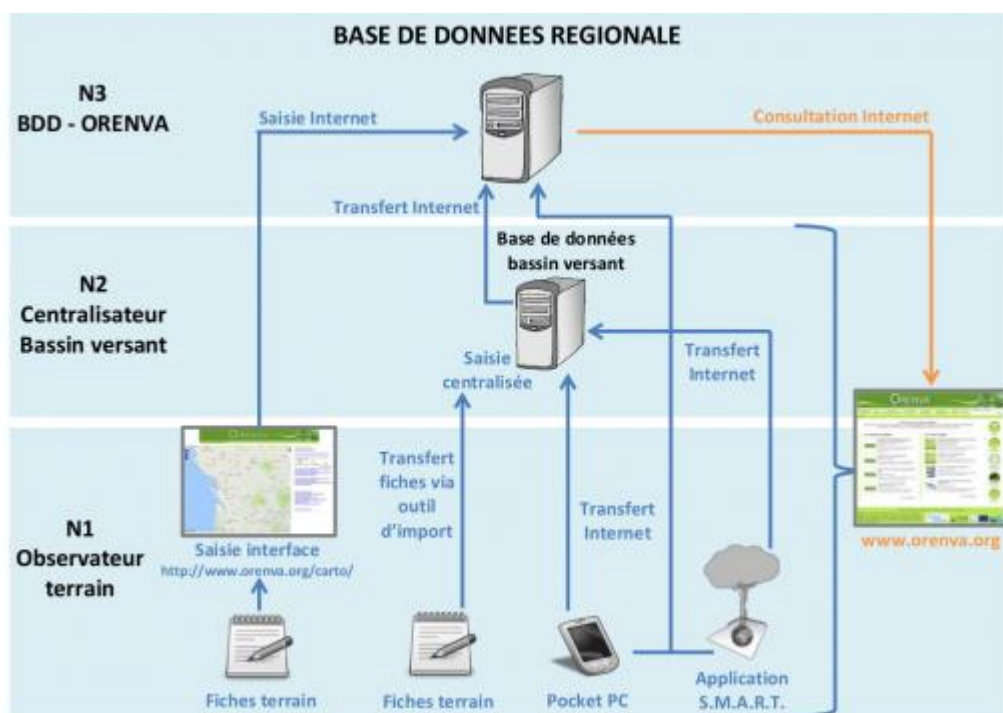 BASE DE DONNEES REGIONALE
N3
BDD - ORENVA
Saisie Internet
Consultation Internet
Transfert Internet
N2
Centralisateur
Bassin versant
Base de données
bassin versant
Saisie
centralisée
Transfert
Internet
N1
Observateur
terrain
ORENVA
Saisie interface
http://www.orenva.org/carto/
Transfert
fiches via
outil
d'import
Transfert
Internet
ORENVA
www.orenva.org
Fiches terrain
Fiches terrain
Pocket PC
Application
S.M.A.R.T.